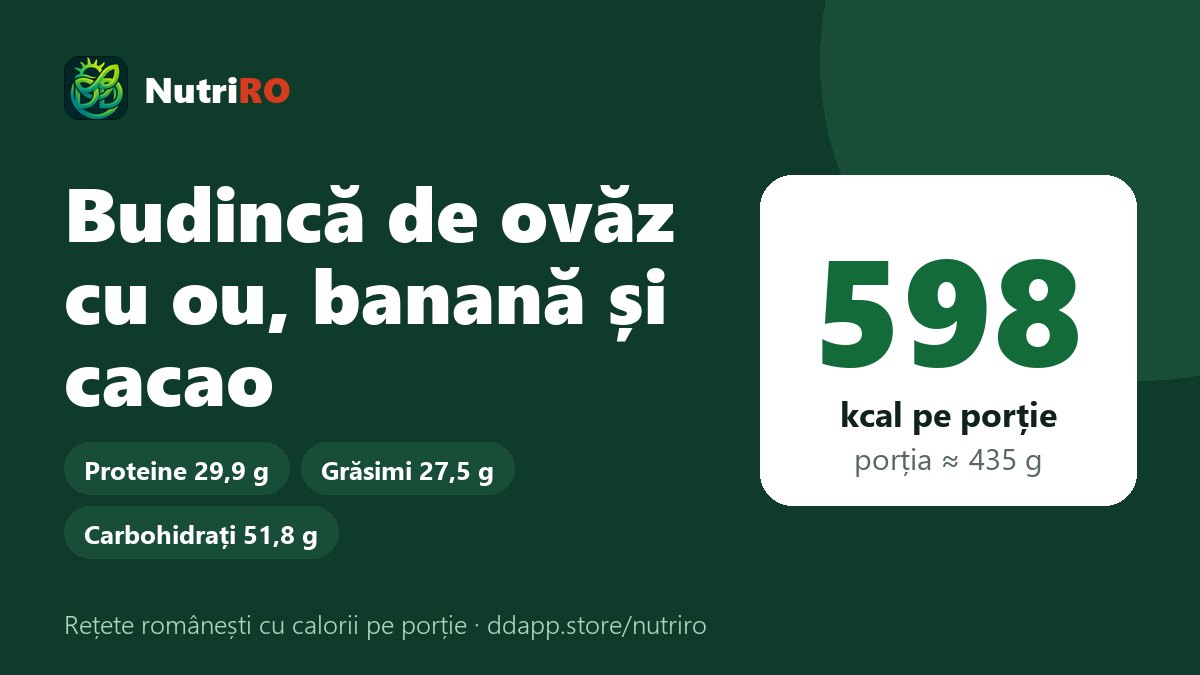 NutriRO
Budincă de ovăz
cu ou, banană și
cacao
598
kcal pe porție
porția ≈ 435 g
Proteine 29,9 g
Grăsimi 27,5 g
Carbohidrați 51,8 g
Rețete românești cu calorii pe porție · ddapp.store/nutriro